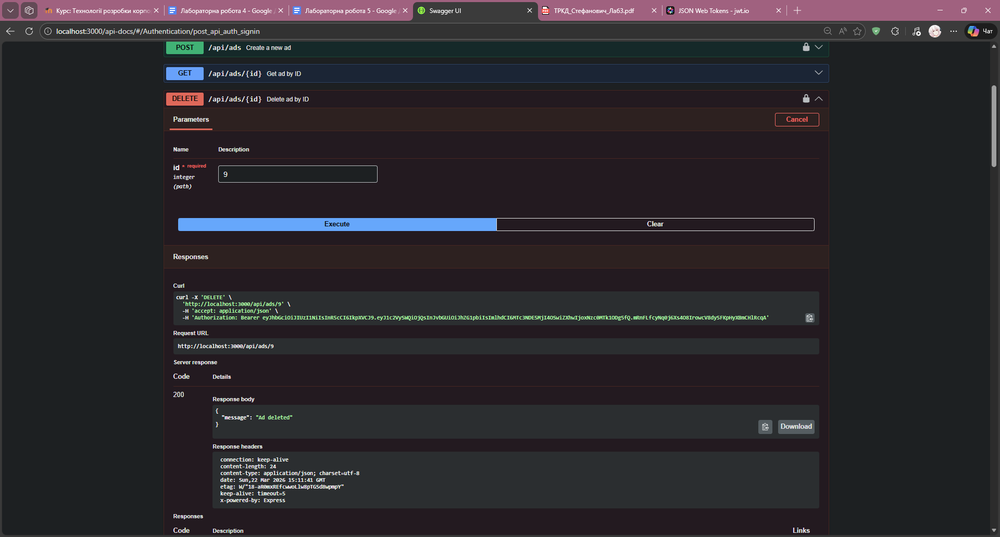 Курс: Технології розробки корпо
Лабораторна робота 4 - Google
Лабораторна робота 5 - Google
Swagger UI
ТРКД_Стефанович_Лаб3.pdf
JSON Web Tokens - jwt.io
localhost:3000/api-docs/#/Authentication/post_api_auth_signin
Чат
POST /api/ads Create a new ad
GET /api/ads/{id} Get ad by ID
DELETE /api/ads/{id} Delete ad by ID
Parameters
Cancel
Name Description
id * required
integer
(path)
9
Execute
Clear
Responses
Curl
curl -X 'DELETE' \
'http://localhost:3000/api/ads/9' \
-H 'accept: application/json' \
-H 'Authorization: Bearer
Request URL
http://localhost:3000/api/ads/9
Server response
Code Details
200
Response body
{
"message": "Ad deleted"
}
Download
Response headers
connection: keep-alive
content-length: 24
content-type: application/json; charset=utf-8
date: Sun,22 Mar 2026 15:11:41 GMT
etag: W/"18-aR0mxREfcwwoLlw8pTGSd8wpmpY"
keep-alive: timeout=5
x-powered-by: Express
Responses
Code Description Links